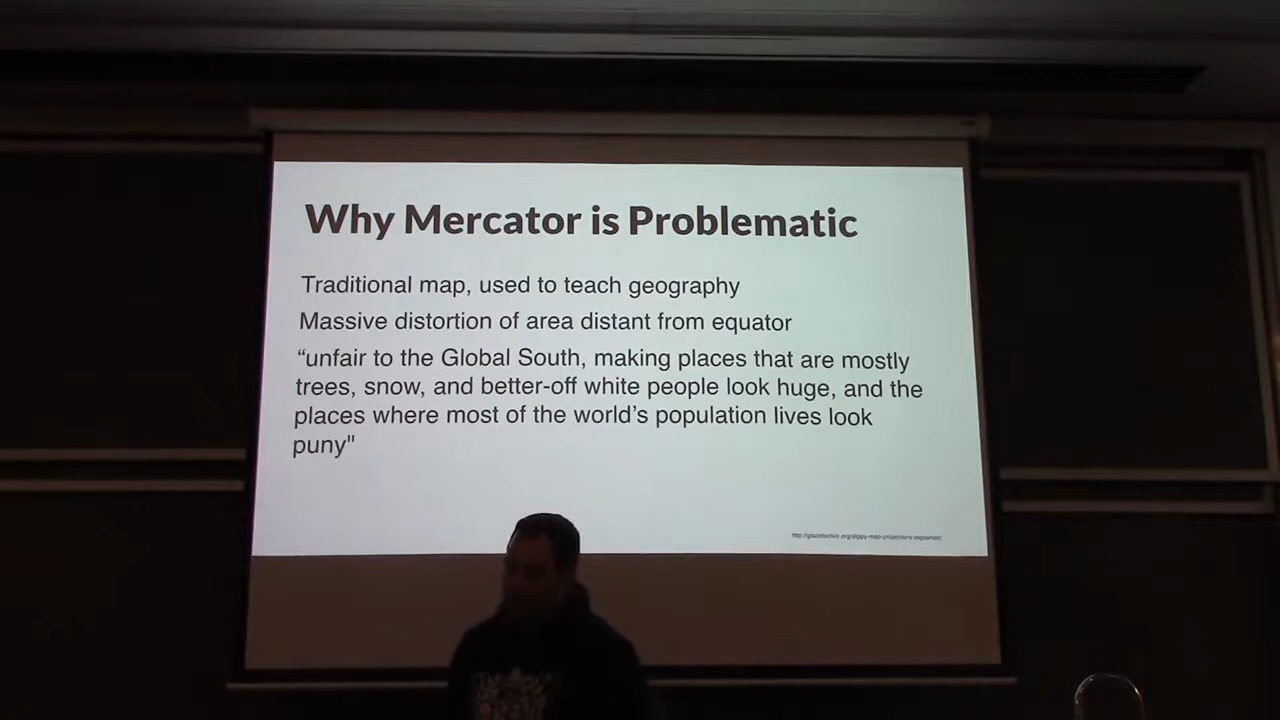 Why Mercator is Problematic
Traditional map, used to teach geography
Massive distortion of area distant from equator
“unfair to the Global South, making places that are mostly
trees, snow, and better-off white people look huge, and the
places where most of the world’s population lives look
puny"